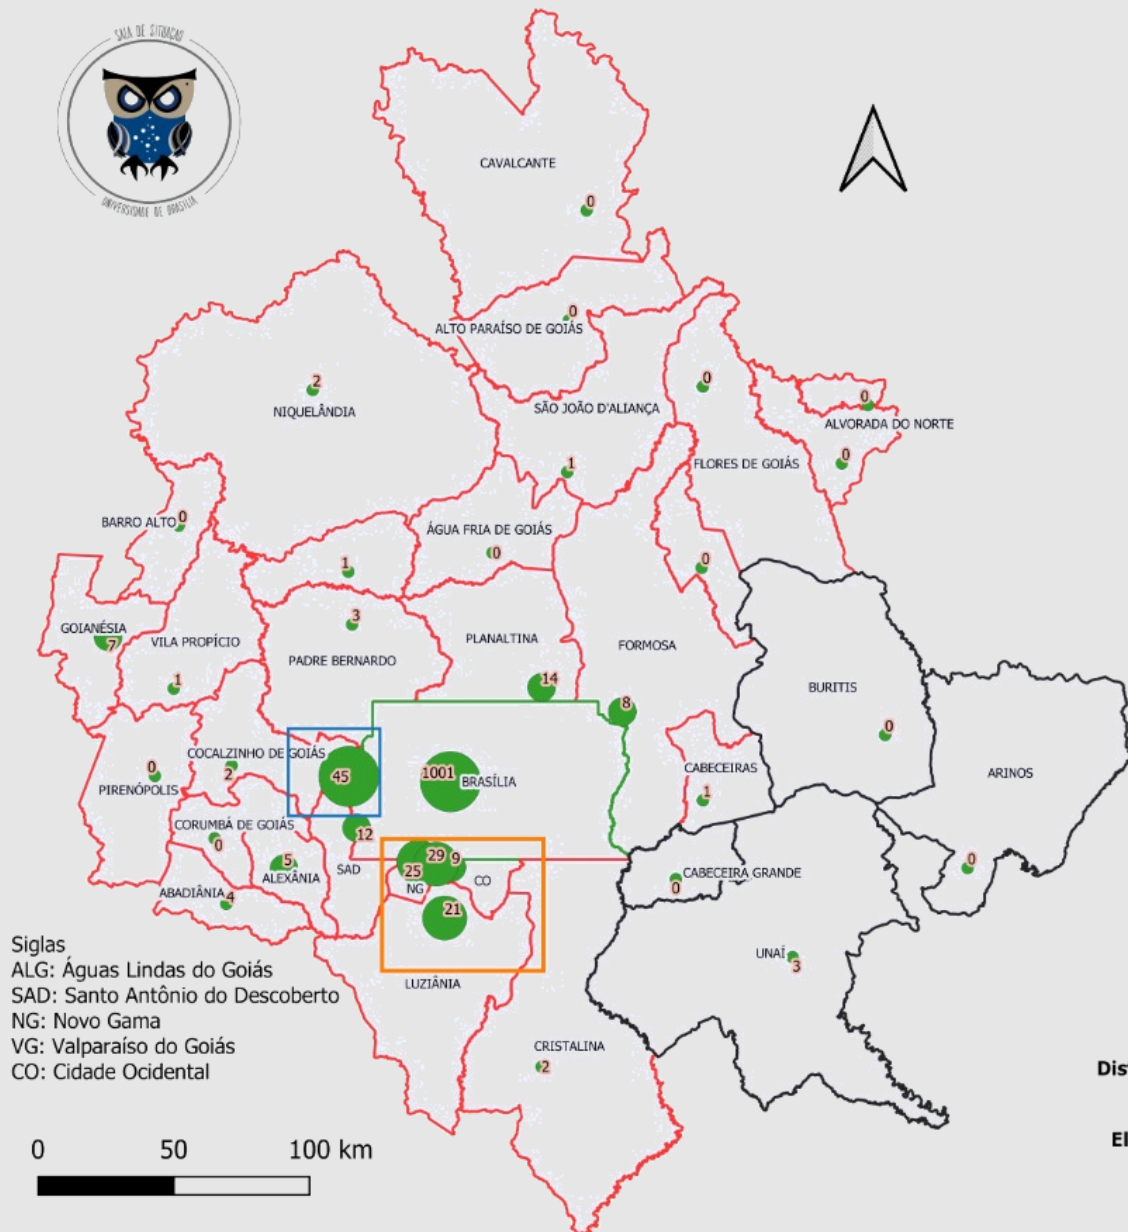 SALA DE SITUAÇÃO
UNIVERSIDADE DE BRASÍLIA
CAVALCANTE
0
0
ALTO PARAÍSO DE GOIÁS
2
NIQUELÂNDIA
0
SÃO JOÃO D'ALIANÇA
0
ALVORADA DO NORTE
FLORES DE GOIÁS
0
1
BARRO ALTO
0
ÁGUA FRIA DE GOIÁS
0
1
0
GOIANÉSIA
7
VILA PROPÍCIO
3
PADRE BERNARDO
PLANALTINA
FORMOSA
1
14
8
BURITIS
0
COCALZINHO DE GOIÁS
2
0
PIRENÓPOLIS
45
1001
BRASÍLIA
CABECEIRAS
1
ARINOS
CORUMBÁ DE GOIÁS
0
12
5
ALEXÂNIA
SAD
29
9
25
NG
CO
CABECEIRA GRANDE
0
0
ABADIÂNIA
4
21
UNAÍ
3
LUZIÂNIA
CRISTALINA
2
Siglas
ALG: Águas Lindas do Goiás
SAD: Santo Antônio do Descoberto
NG: Novo Gama
VG: Valparaíso do Goiás
CO: Cidade Ocidental
Dis
El
0 50 100 km